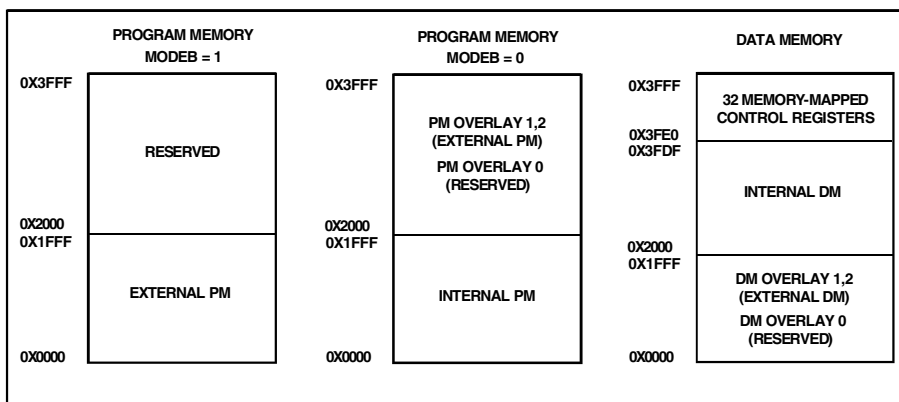 PROGRAM MEMORY
MODEB = 1
0X3FFF
RESERVED
0X2000
0X1FFF
EXTERNAL PM
0X0000
PROGRAM MEMORY
MODEB = 0
0X3FFF
PM OVERLAY 1,2
(EXTERNAL PM)
PM OVERLAY 0
(RESERVED)
0X2000
0X1FFF
INTERNAL PM
0X0000
DATA MEMORY
0X3FFF
32 MEMORY-MAPPED
CONTROL REGISTERS
0X3FE0
0X3FDF
INTERNAL DM
0X2000
0X1FFF
DM OVERLAY 1,2
(EXTERNAL DM)
DM OVERLAY 0
(RESERVED)
0X0000